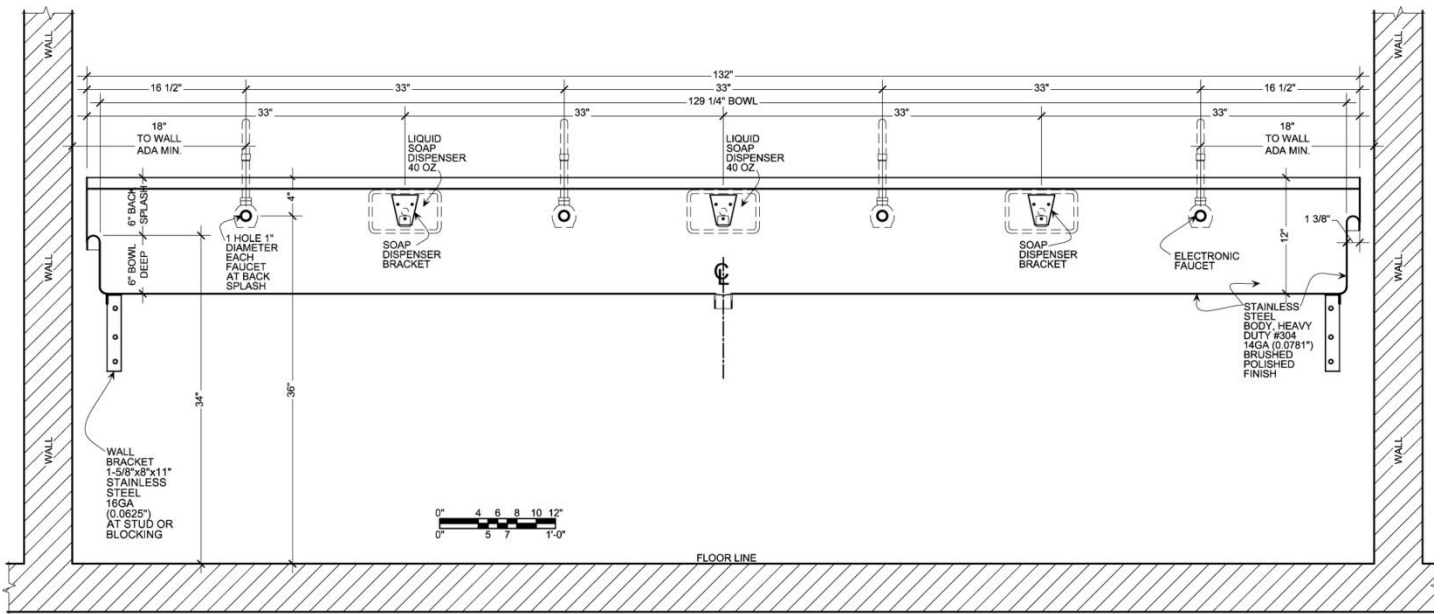 WALL
WALL
132"
16 1/2"
33"
33"
33"
16 1/2"
129 1/4" BOWL
33"
33"
33"
33"
18"
TO WALL
ADA MIN.
18"
TO WALL
ADA MIN.
LIQUID
SOAP
DISPENSER
40 OZ
LIQUID
SOAP
DISPENSER
40 OZ
6" BACK
SPLASH
4"
1 HOLE 1"
DIAMETER
EACH
FAUCET
AT BACK
SPLASH
SOAP
DISPENSER
BRACKET
SOAP
DISPENSER
BRACKET
ELECTRONIC
FAUCET
12"
1 3/8"
WALL
6" BOWL
DEEP
CL
WALL
STAINLESS
STEEL
BODY, HEAVY
DUTY #304
14GA (0.0781")
BRUSHED
POLISHED
FINISH
34"
36"
WALL
WALL
BRACKET
1-5/8"x8"x11"
STAINLESS
STEEL
16GA
(0.0625")
AT STUD OR
BLOCKING
WALL
0" 4 6 8 10 12"
0" 5 7 1'-0"
FLOOR LINE